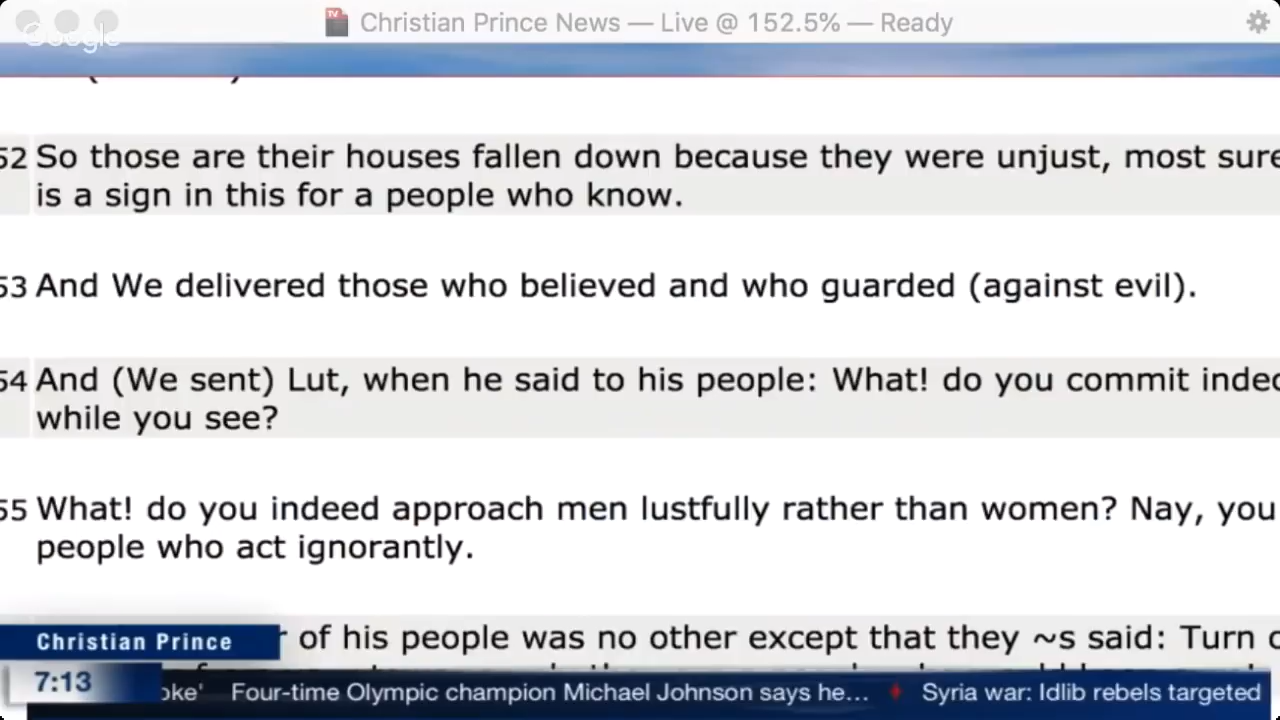 Christian Prince News — Live @ 152.5% — Ready
Google
52 So those are their houses fallen down because they were unjust, most sure
is a sign in this for a people who know.
53 And We delivered those who believed and who guarded (against evil).
54 And (We sent) Lut, when he said to his people: What! do you commit indec
while you see?
55 What! do you indeed approach men lustfully rather than women? Nay, you
people who act ignorantly.
of his people was no other except that they ~s said: Turn
Christian Prince
7:13
oke' Four-time Olympic champion Michael Johnson says he... Syria war: Idlib rebels targeted